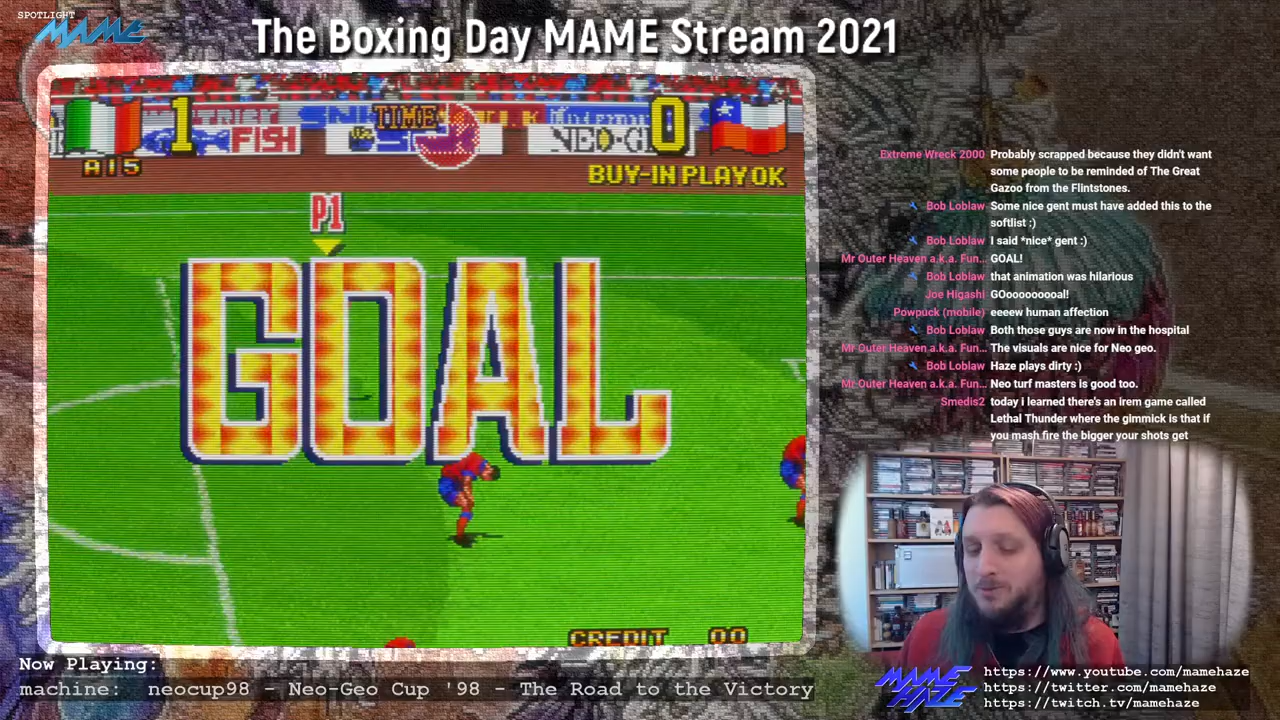 SPOTLIGHT
MAME
The Boxing Day MAME Stream 2021
1
TIME
0
FISH
NEO-G
A15
BUY-IN PLAY OK
P1
GOAL
CREDIT 00
Extreme Wreck 2000 Probably scrapped because they didn't want
some people to be reminded of The Great
Gazoo from the Flintstones.
Bob Loblaw Some nice gent must have added this to the
softlist ;)
Bob Loblaw I said *nice* gent :)
Mr Outer Heaven a.k.a. Fun... GOAL!
Bob Loblaw that animation was hilarious
Joe Higashi GOoooooooool!
Powpuck (mobile) eeeew human affection
Bob Loblaw Both those guys are now in the hospital
Mr Outer Heaven a.k.a. Fun... The visuals are nice for Neo geo.
Bob Loblaw Haze plays dirty :)
Mr Outer Heaven a.k.a. Fun... Neo turf masters is good too.
Smedis2 today i learned there's an irem game called
Lethal Thunder where the gimmick is that if
you mash fire the bigger your shots get
Now Playing:
machine: neocup98 - Neo-Geo Cup '98 - The Road to the Victory
MAME
HAZE
https://www.youtube.com/mamehaze
https://twitter.com/mamehaze
https://twitch.tv/mamehaze